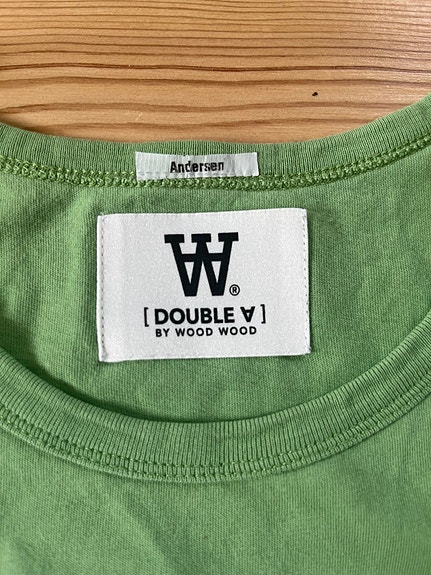 Andersen
W
®
[ DOUBLE ∀ ]
BY WOOD WOOD